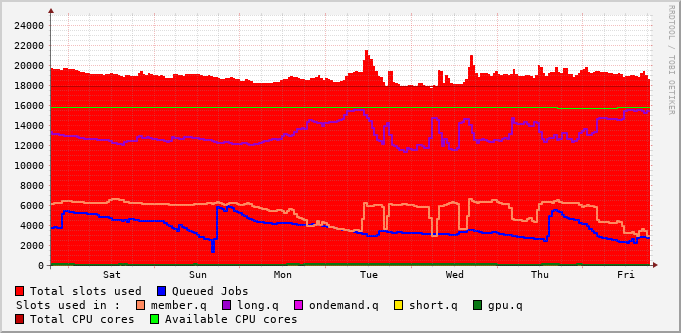 RRDTOOL / TOBI OETIKER
24000
22000
20000
18000
16000
14000
12000
10000
8000
6000
4000
2000
0
Sat Sun Mon Tue Wed Thu Fri
Total slots used Queued Jobs
Slots used in : member.q long.q ondemand.q short.q gpu.q
Total CPU cores Available CPU cores